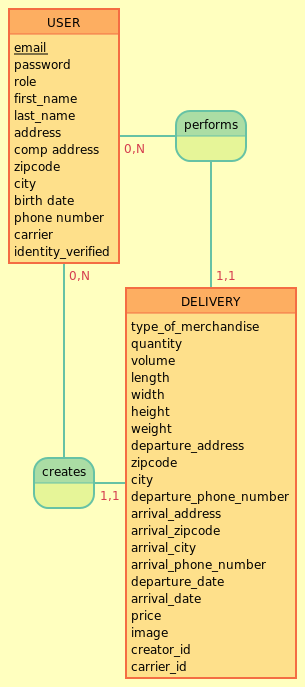 USER
email
password
role
first_name
last_name
address
comp address
zipcode
city
birth date
phone number
carrier
identity_verified
performs
0,N
0,N
1,1
DELIVERY
type_of_merchandise
quantity
volume
length
width
height
weight
departure_address
zipcode
city
departure_phone_number
arrival_address
arrival_zipcode
arrival_city
arrival_phone_number
departure_date
arrival_date
price
image
creator_id
carrier_id
creates
1,1